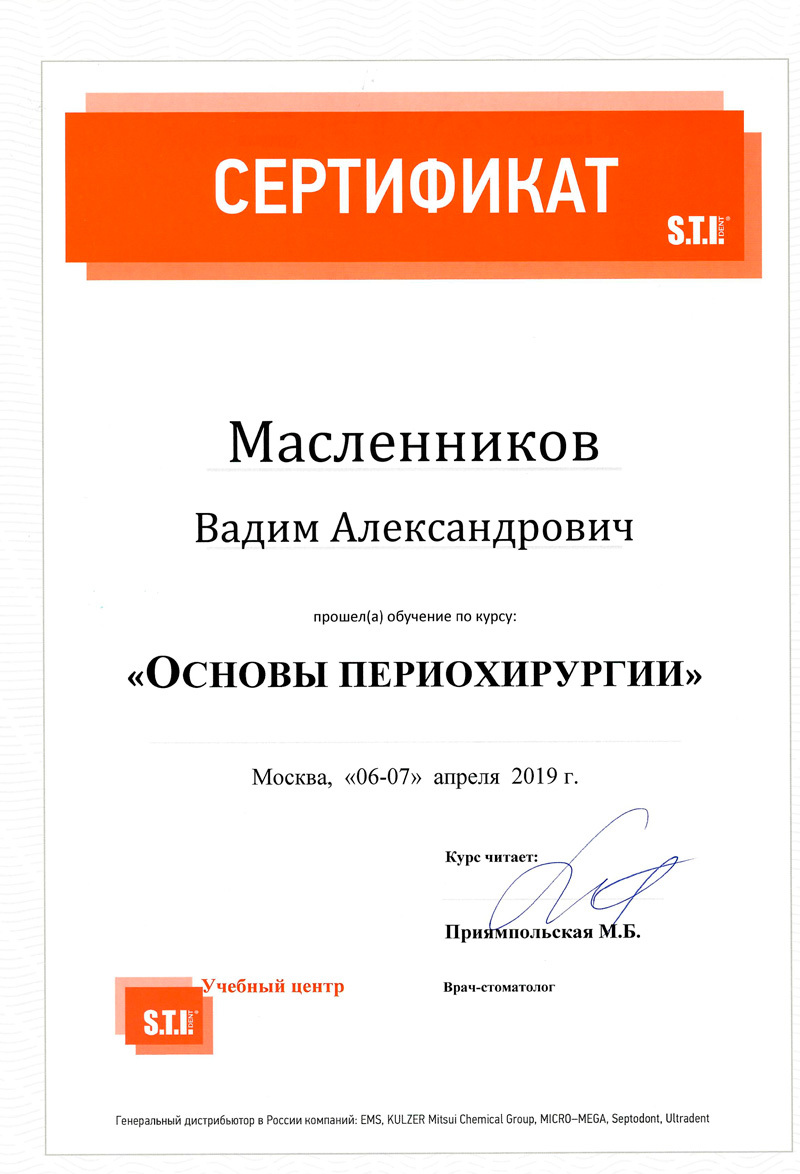 СЕРТИФИКАТ
S.T.I.DENT®
Масленников
Вадим Александрович
прошел(а) обучение по курсу:
«ОСНОВЫ ПЕРИОХИРУРГИИ»
Москва, «06-07» апреля 2019 г.
Курс читает:
Приямпольская М.Б.
Учебный центр
Врач-стоматолог
S.T.I.DENT®
Генеральный дистрибьютор в России компаний: EMS, KULZER Mitsui Chemical Group, MICRO–MEGA, Septodont, Ultradent